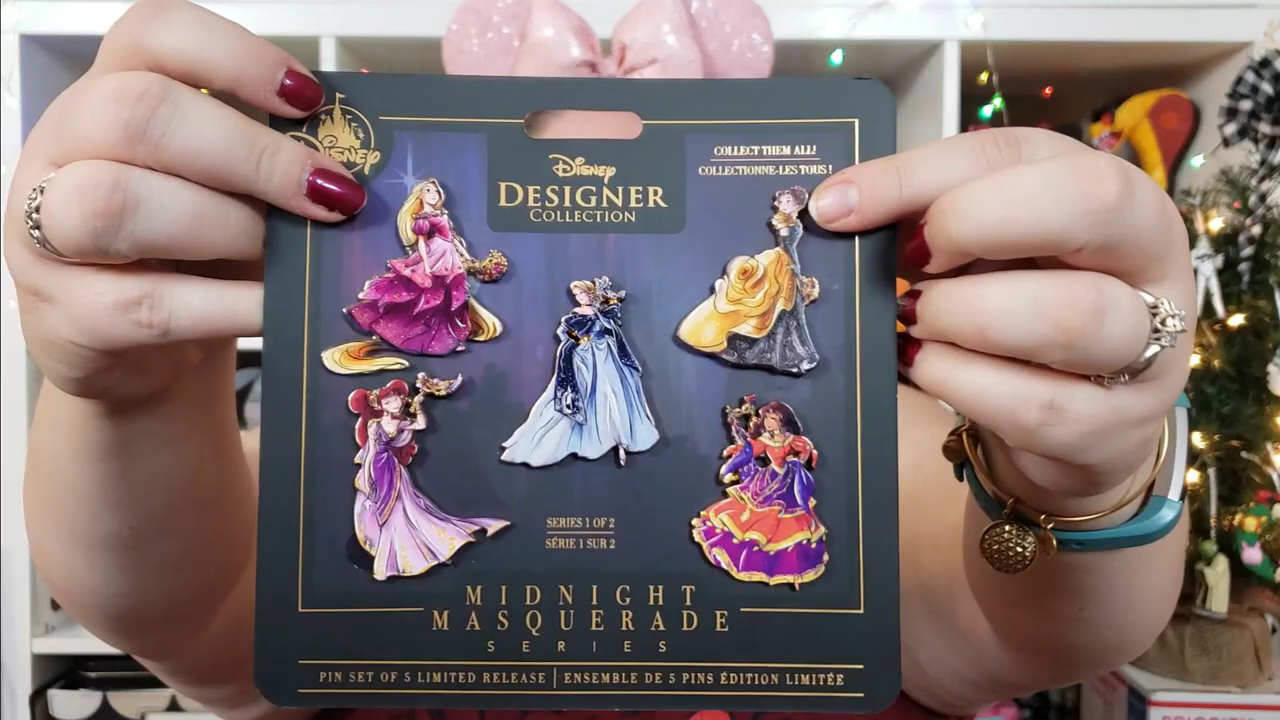 Disney
Disney
DESIGNER
COLLECTION
COLLECT THEM ALL!
COLLECTIONNE-LES TOUS!
SERIES 1 OF 2
SÉRIE 1 SUR 2
MIDNIGHT
MASQUERADE
SERIES
PIN SET OF 5 LIMITED RELEASE | ENSEMBLE DE 5 PINS ÉDITION LIMITÉE